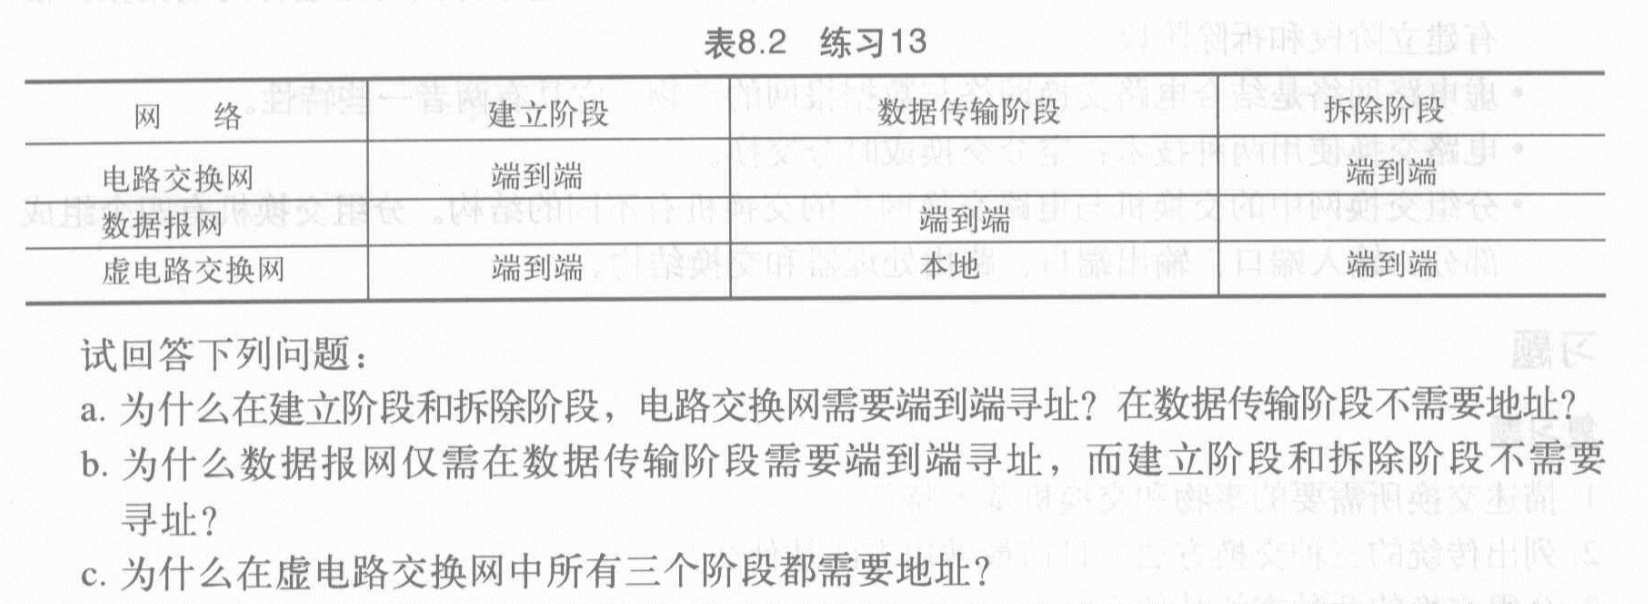 表8.2 练习13
网 络 建立阶段 数据传输阶段 拆除阶段
电路交换网 端到端 端到端
数据报网 端到端
虚电路交换网 端到端 本地 端到端
试回答下列问题：
a. 为什么在建立阶段和拆除阶段，电路交换网需要端到端寻址？在数据传输阶段不需要地址？
b. 为什么数据报网仅需在数据传输阶段需要端到端寻址，而建立阶段和拆除阶段不需要
寻址？
c. 为什么在虚电路交换网中所有三个阶段都需要地址？